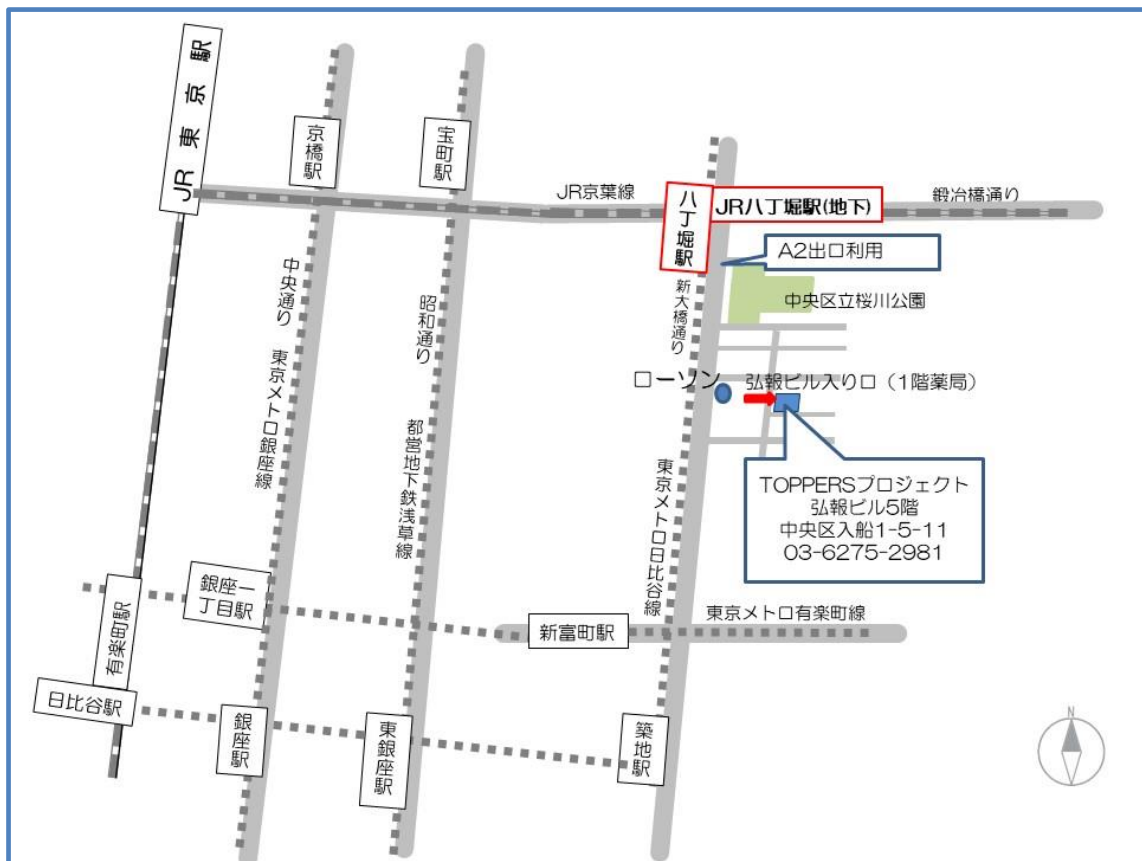 JR 東京駅
京橋駅
宝町駅
JR京葉線
八丁堀駅
JR八丁堀駅(地下)
鍛冶橋通り
A2出口利用
中央区立桜川公園
中央通り
昭和通り
新大橋通り
ローソン
弘報ビル入り口（1階薬局）
東京メトロ銀座線
都営地下鉄浅草線
東京メトロ日比谷線
TOPPERSプロジェクト
弘報ビル5階
中央区入船1-5-11
03-6275-2981
有楽町駅
銀座一
丁目駅
新富町駅
東京メトロ有楽町線
日比谷駅
銀座駅
東銀座駅
築地駅
N